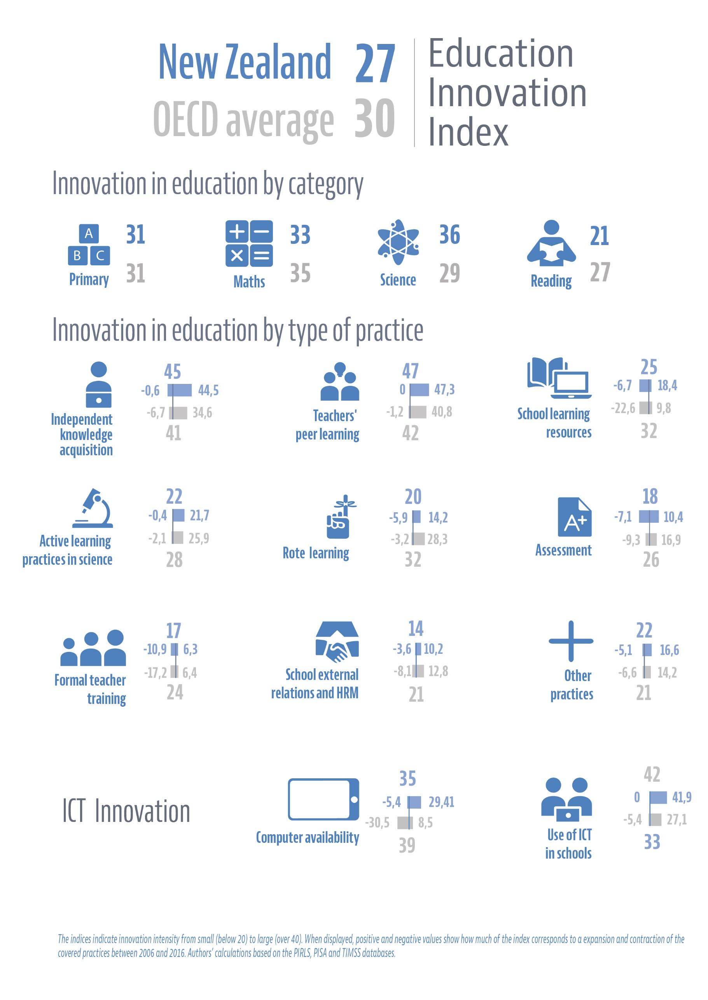 New Zealand 27
OECD average 30
Education
Innovation
Index
Innovation in education by category
A
B C
Primary
31
31
Maths
33
35
Science
36
29
Reading
21
27
Innovation in education by type of practice
Independent
knowledge
acquisition
45
-0,6 44,5
-6,7 34,6
41
Teachers'
peer learning
47
0 47,3
-1,2 40,8
42
School learning
resources
25
-6,7 18,4
-22,6 9,8
32
Active learning
practices in science
22
-0,4 21,7
-2,1 25,9
28
Rote learning
20
-5,9 14,2
-3,2 28,3
32
A+
Assessment
18
-7,1 10,4
-9,3 16,9
26
Formal teacher
training
17
-10,9 6,3
-17,2 6,4
24
School external
relations and HRM
14
-3,6 10,2
-8,1 12,8
21
Other
practices
22
-5,1 16,6
-6,6 14,2
21
ICT Innovation
Computer availability
35
-5,4 29,41
-30,5 8,5
39
Use of ICT
in schools
42
0 41,9
-5,4 27,1
33
The indices indicate innovation intensity from small (below 20) to large (over 40). When displayed, positive and negative values show how much of the index corresponds to a expansion and contraction of the
covered practices between 2006 and 2016. Authors' calculations based on the PIRLS, PISA and TIMSS databases.